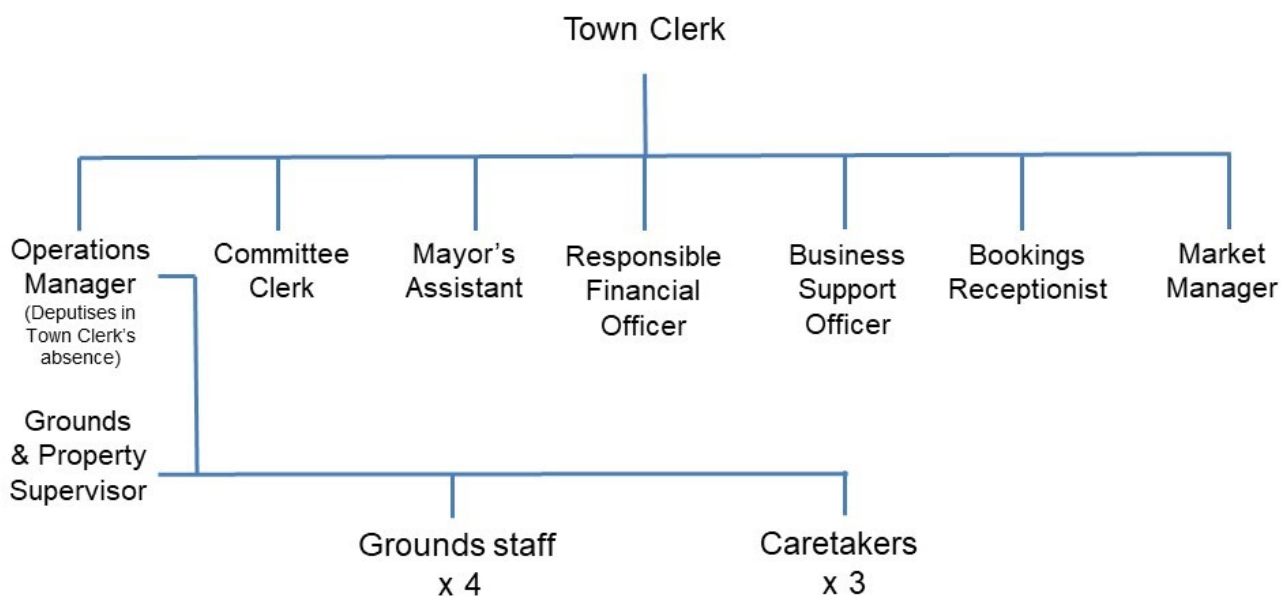 Town Clerk
Operations
Manager
(Deputises in
Town Clerk's
absence)
Committee
Clerk
Mayor's
Assistant
Responsible
Financial
Officer
Business
Support
Officer
Bookings
Receptionist
Market
Manager
Grounds
& Property
Supervisor
Grounds staff
x 4
Caretakers
x 3